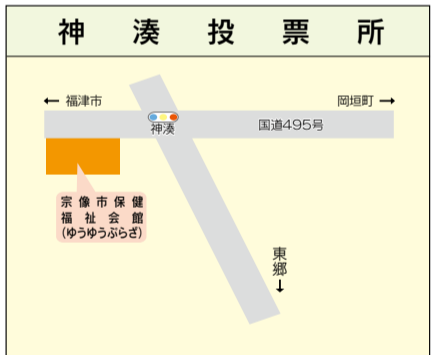 神湊投票所
← 福津市
岡垣町 →
神湊
国道495号
宗像市保健
福祉会館
(ゆうゆうぷらざ)
東郷
↓